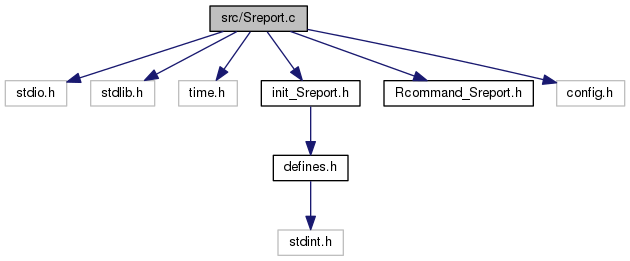 src/Sreport.c
stdio.h
stdlib.h
time.h
init_Sreport.h
Rcommand_Sreport.h
config.h
defines.h
stdint.h